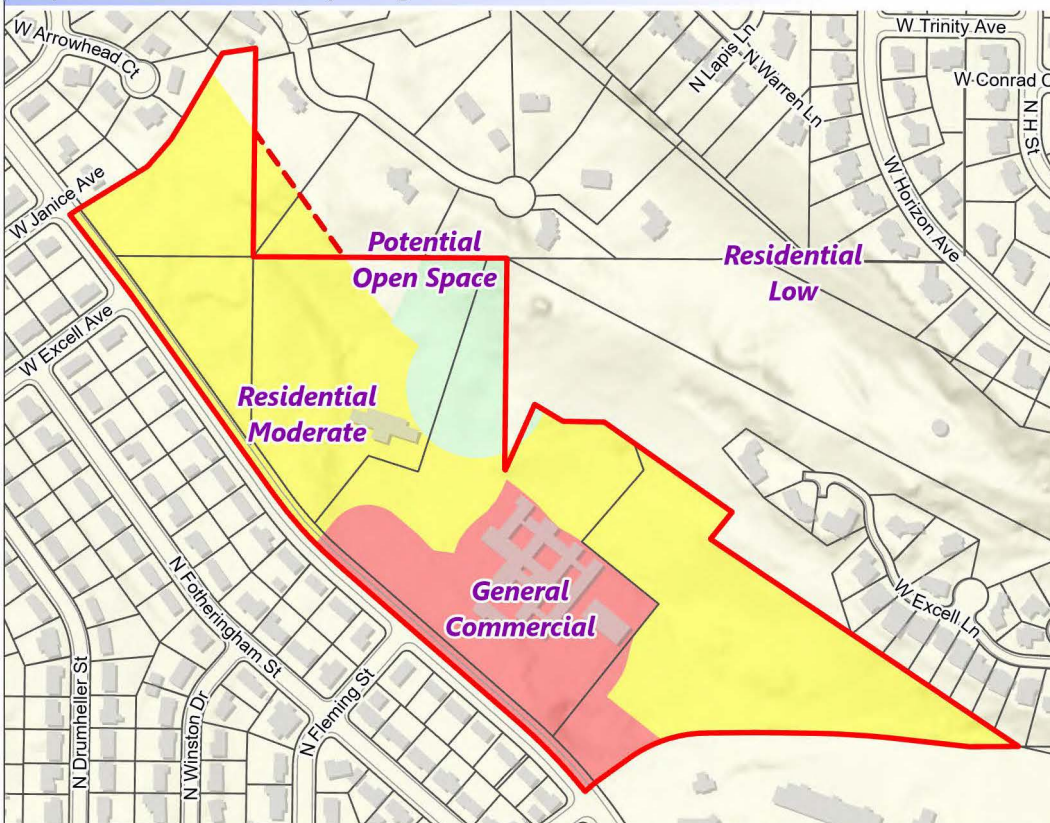 W Arrowhead Ct
N Lapis Ln
N Warren Ln
W Trinity Ave
W Conrad C
N H St
W Janice Ave
W Horizon Ave
Potential
Open Space
Residential
Low
W Excell Ave
Residential
Moderate
General
Commercial
W Excell Ln
N Fotheringham St
N Drumheller St
N Winston Dr
N Fleming St